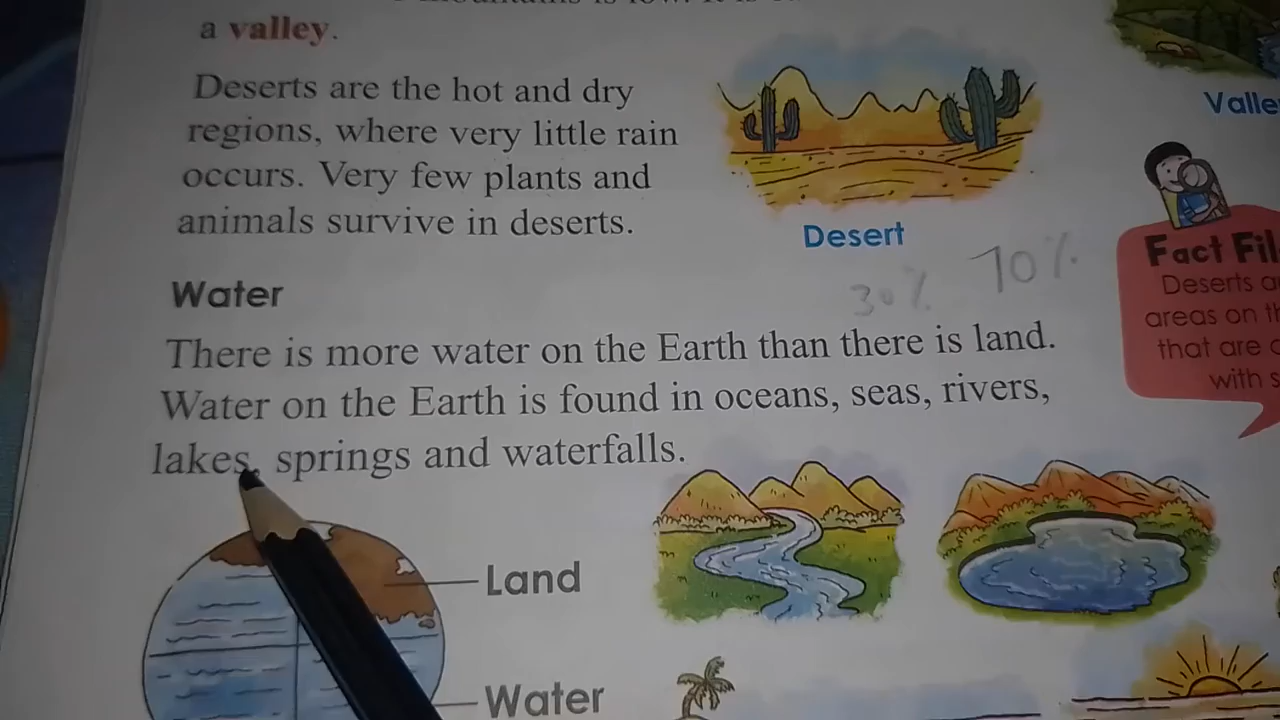 a valley.
Deserts are the hot and dry
regions, where very little rain
occurs. Very few plants and
animals survive in deserts.
Desert
Water
30% 70%
There is more water on the Earth than there is land.
Water on the Earth is found in oceans, seas, rivers,
lakes, springs and waterfalls.
Land
Water
Valle
Fact Fil
Deserts a
areas on th
that are
with s